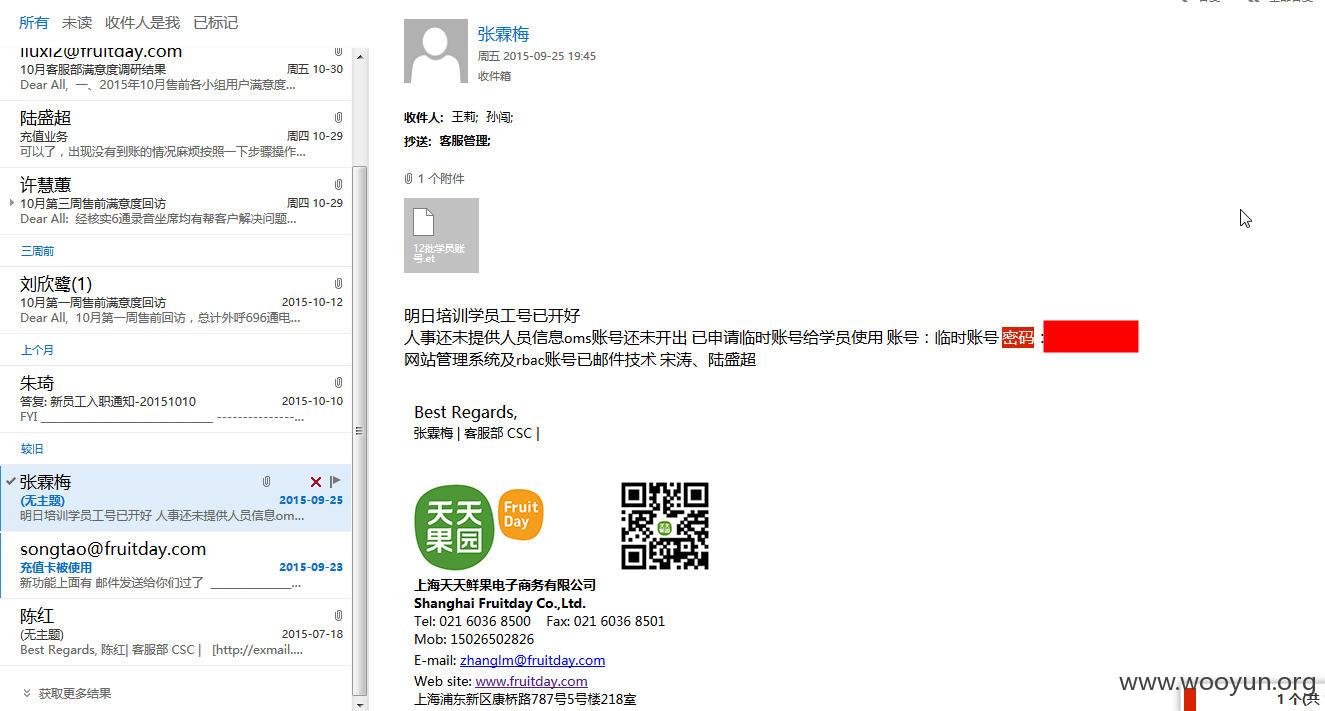 所有 未读 收件人是我 已标记
liuxi2@fruitday.com
10月客服部满意度调研结果 周五 10-30
Dear All, 一、2015年10月售前各小组用户满意度...
陆盛超
充值业务 周四 10-29
可以了，出现没有到账的情况麻烦按照一下步骤操作...
许慧蕙
10月第三周售前满意度回访 周四 10-29
Dear All: 经核实6通录音坐席均有帮客户解决问题...
三周前
刘欣鹭(1)
10月第一周售前满意度回访 2015-10-12
Dear All, 10月第一周售前回访，总计外呼696通电...
上个月
朱琦
答复: 新员工入职通知-20151010 2015-10-10
FYI ________________________ ---------------...
较旧
张霖梅
(无主题) 2015-09-25
明日培训学员工号已开好 人事还未提供人员信息om...
songtao@fruitday.com
充值卡被使用 2015-09-23
新功能上面有 邮件发送给你们过了 ____________...
陈红
(无主题) 2015-07-18
Best Regards, 陈红| 客服部 CSC | [http://exmail....
获取更多结果
张霖梅
周五 2015-09-25 19:45
收件箱
收件人: 王莉; 孙闯;
抄送: 客服管理;
1 个附件
12批学员账
号.et
明日培训学员工号已开好
人事还未提供人员信息oms账号还未开出 已申请临时账号给学员使用 账号：临时账号 密码：
网站管理系统及rbac账号已邮件技术 宋涛、陆盛超
Best Regards,
张霖梅 | 客服部 CSC |
天天
果园
Fruit
Day
上海天天鲜果电子商务有限公司
Shanghai Fruitday Co.,Ltd.
Tel: 021 6036 8500 Fax: 021 6036 8501
Mob: 15026502826
E-mail: zhanglm@fruitday.com
Web site: www.fruitday.com
上海浦东新区康桥路787号5号楼218室
www.wooyun.org
1 个(共